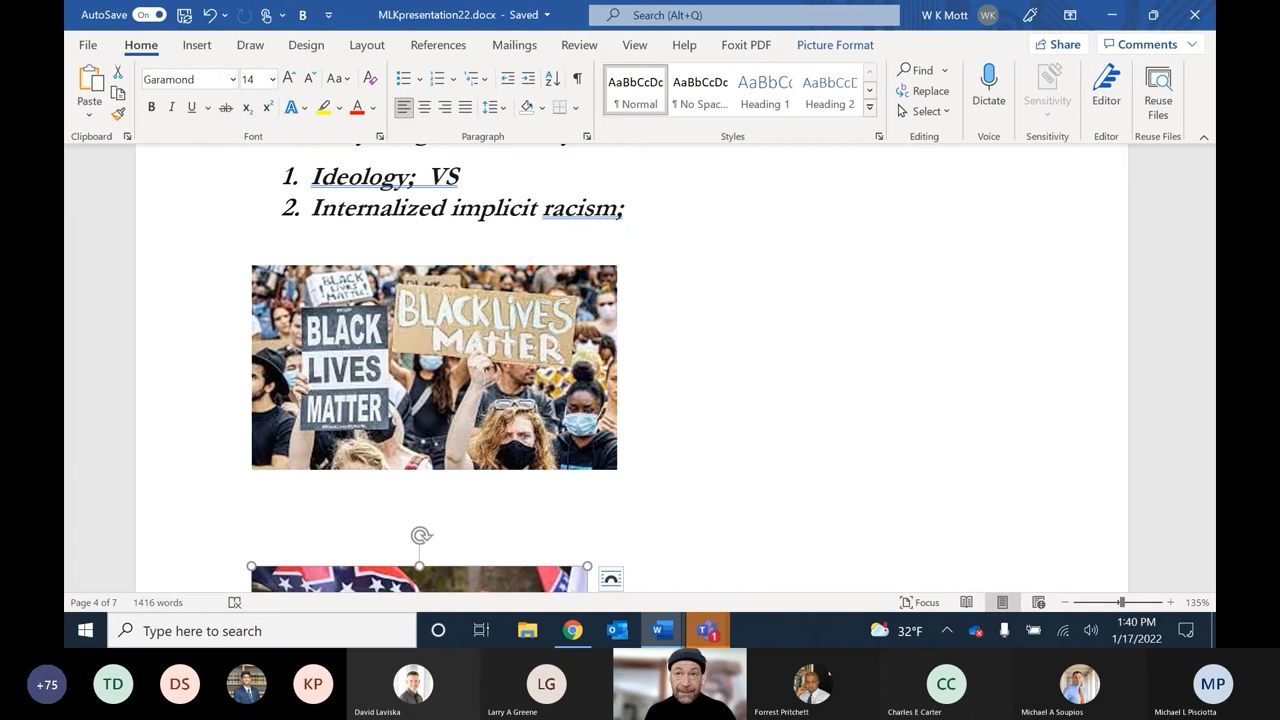 AutoSave On
MLKpresentation22.docx - Saved
Search (Alt+Q)
W K Mott WK
File Home Insert Draw Design Layout References Mailings Review View Help Foxit PDF Picture Format Share Comments
Paste
Garamond 14
AaBbCcDc AaBbCcDc AaBbCc AaBbCcD
¶ Normal ¶ No Spac... Heading 1 Heading 2
Find
Replace
Select
Dictate
Sensitivity
Editor
Reuse Files
Clipboard Font Paragraph Styles Editing Voice Sensitivity Editor Reuse Files
1. Ideology; VS
2. Internalized implicit racism;
BLACK
LIVES
MATTER
BLACK
LIVES
MATTER
BLACK LIVES
MATTER
Page 4 of 7 1416 words Focus 135%
Type here to search
32°F
1:40 PM
1/17/2022
+75 TD DS KP LG CC MP
David Laviska Larry A Greene Forrest Pritchett Charles E Carter Michael A Soupios Michael L Pisciotta